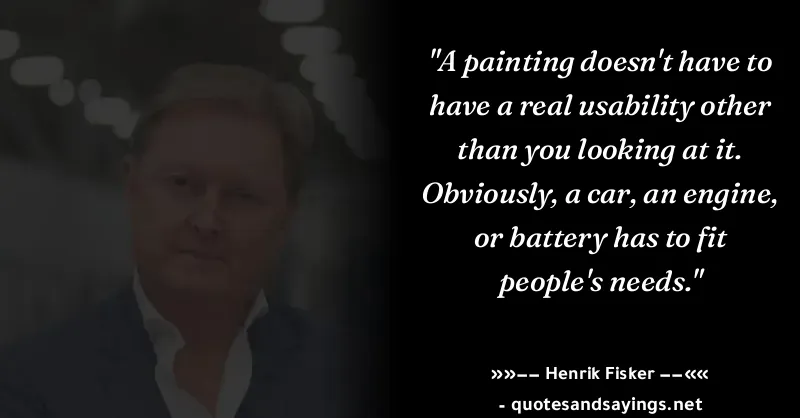 "A painting doesn't have to
have a real usability other
than you looking at it.
Obviously, a car, an engine,
or battery has to fit
people's needs."
»»−− Henrik Fisker −−««
- quotesandsayings.net